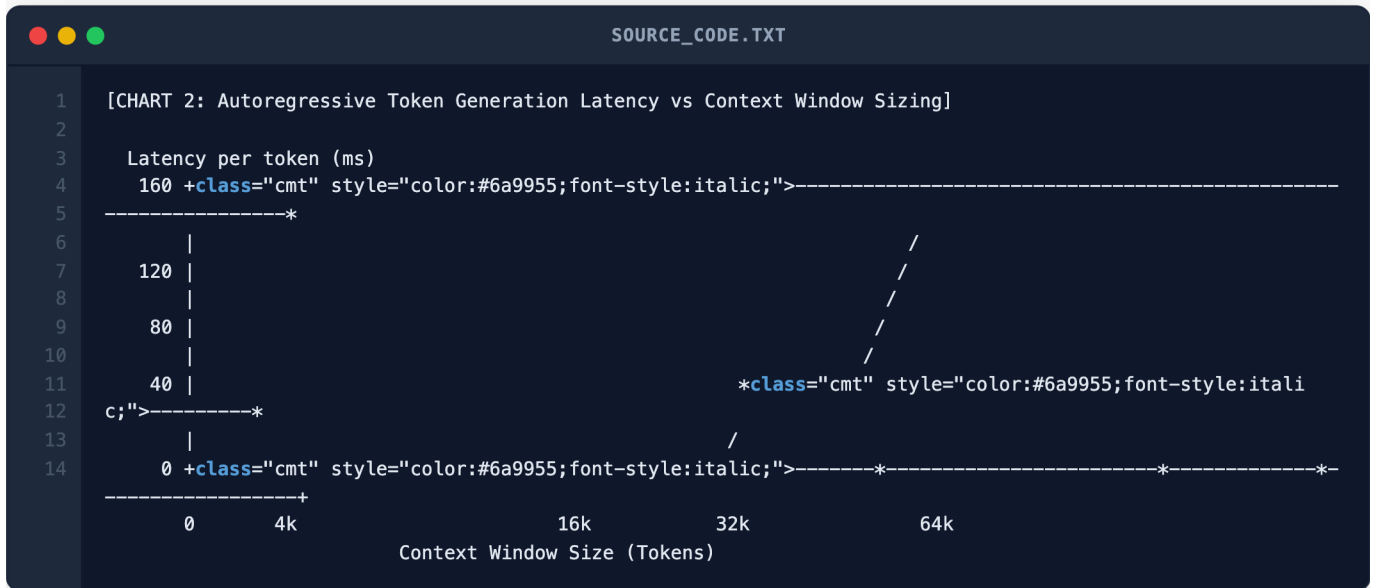 SOURCE_CODE.TXT
1 [CHART 2: Autoregressive Token Generation Latency vs Context Window Sizing]
2
3   Latency per token (ms)
4    160 +class="cmt" style="color:#6a9955;font-style:italic;">------------------------------------------------
5 ----------------*
6        |                                                               /
7    120 |                                                              /
8        |                                                             /
9     80 |                                                            /
10        |                                                           /
11     40 |                                                *class="cmt" style="color:#6a9955;font-style:itali
12 c;">---------*
13        |                                               /
14      0 +class="cmt" style="color:#6a9955;font-style:italic;">-------*------------------------*-------------*-
-----------------+
       0       4k                       16k           32k               64k
                          Context Window Size (Tokens)